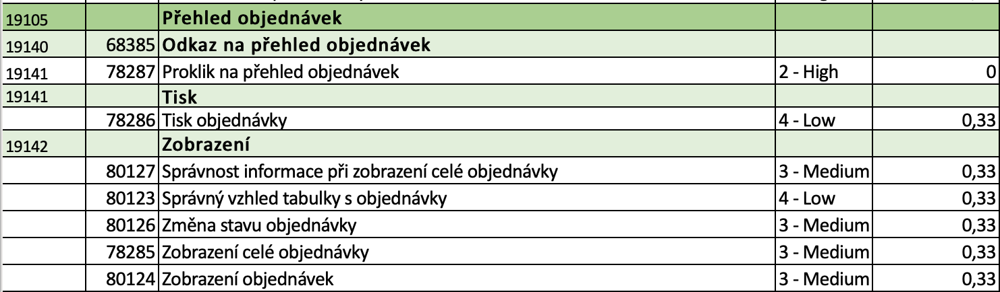 19105 Přehled objednávek
19140 68385 Odkaz na přehled objednávek
19141 78287 Proklik na přehled objednávek 2 - High 0
19141 Tisk
78286 Tisk objednávky 4 - Low 0,33
19142 Zobrazení
80127 Správnost informace při zobrazení celé objednávky 3 - Medium 0,33
80123 Správný vzhled tabulky s objednávky 4 - Low 0,33
80126 Změna stavu objednávky 3 - Medium 0,33
78285 Zobrazení celé objednávky 3 - Medium 0,33
80124 Zobrazení objednávek 3 - Medium 0,33